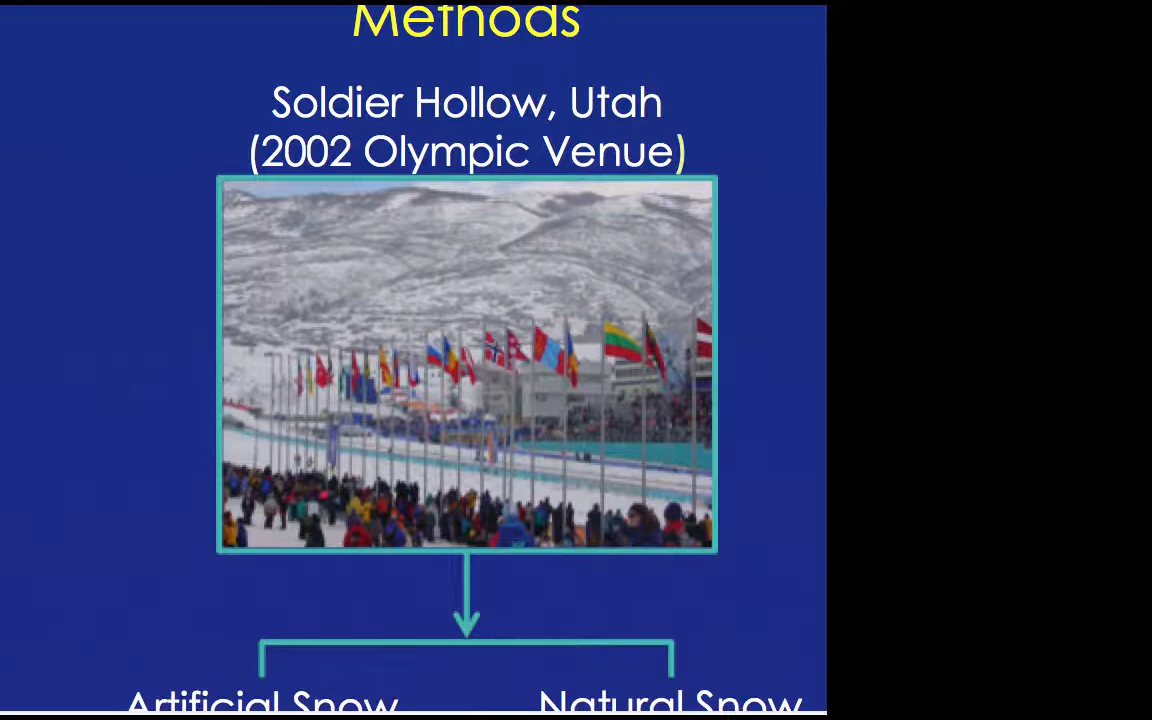 Methods
Soldier Hollow, Utah
(2002 Olympic Venue)
Artificial Snow
Natural Snow